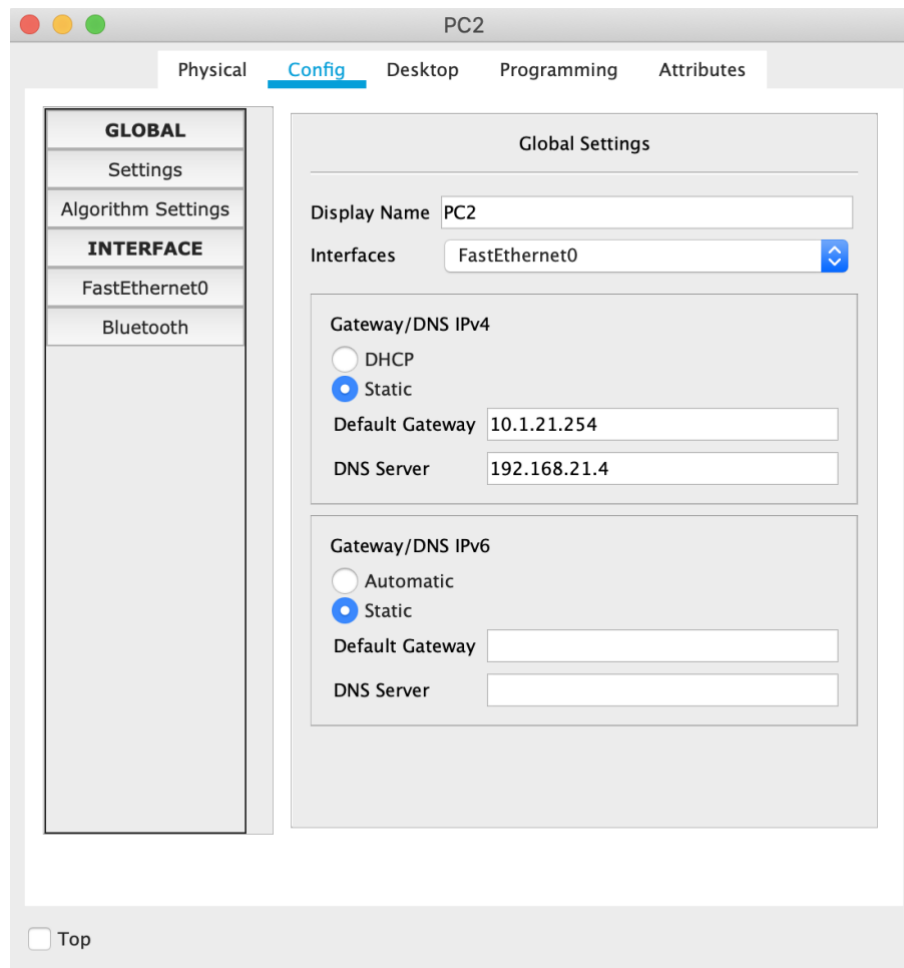 PC2
Physical Config Desktop Programming Attributes
GLOBAL
Settings
Algorithm Settings
INTERFACE
FastEthernet0
Bluetooth
Global Settings
Display Name PC2
Interfaces FastEthernet0
Gateway/DNS IPv4
DHCP
Static
Default Gateway 10.1.21.254
DNS Server 192.168.21.4
Gateway/DNS IPv6
Automatic
Static
Default Gateway
DNS Server
Top